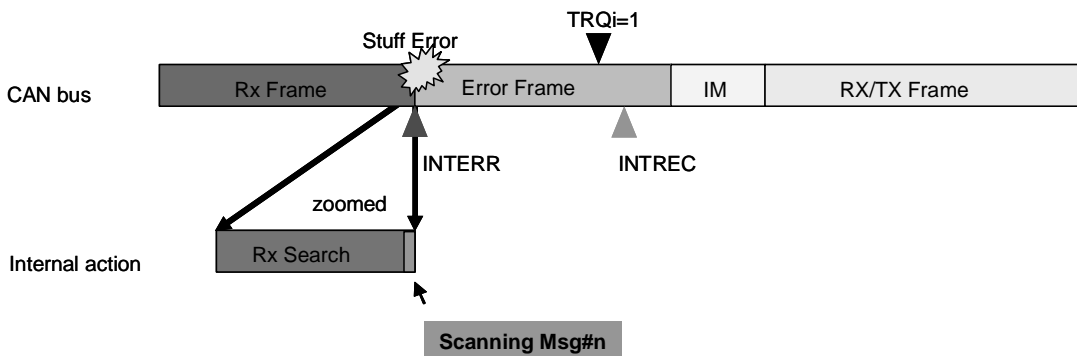 TRQi=1
Stuff Error
CAN bus
Rx Frame
Error Frame
IM
RX/TX Frame
INTERR
INTREC
zoomed
Internal action
Rx Search
Scanning Msg#n